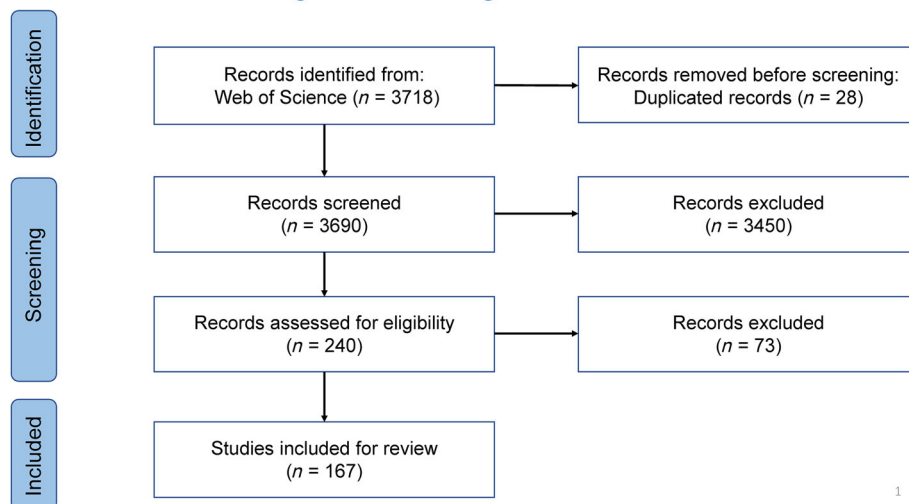 Identification
Records identified from:
Web of Science (n = 3718)
Records removed before screening:
Duplicated records (n = 28)
Screening
Records screened
(n = 3690)
Records excluded
(n = 3450)
Records assessed for eligibility
(n = 240)
Records excluded
(n = 73)
Included
Studies included for review
(n = 167)
1